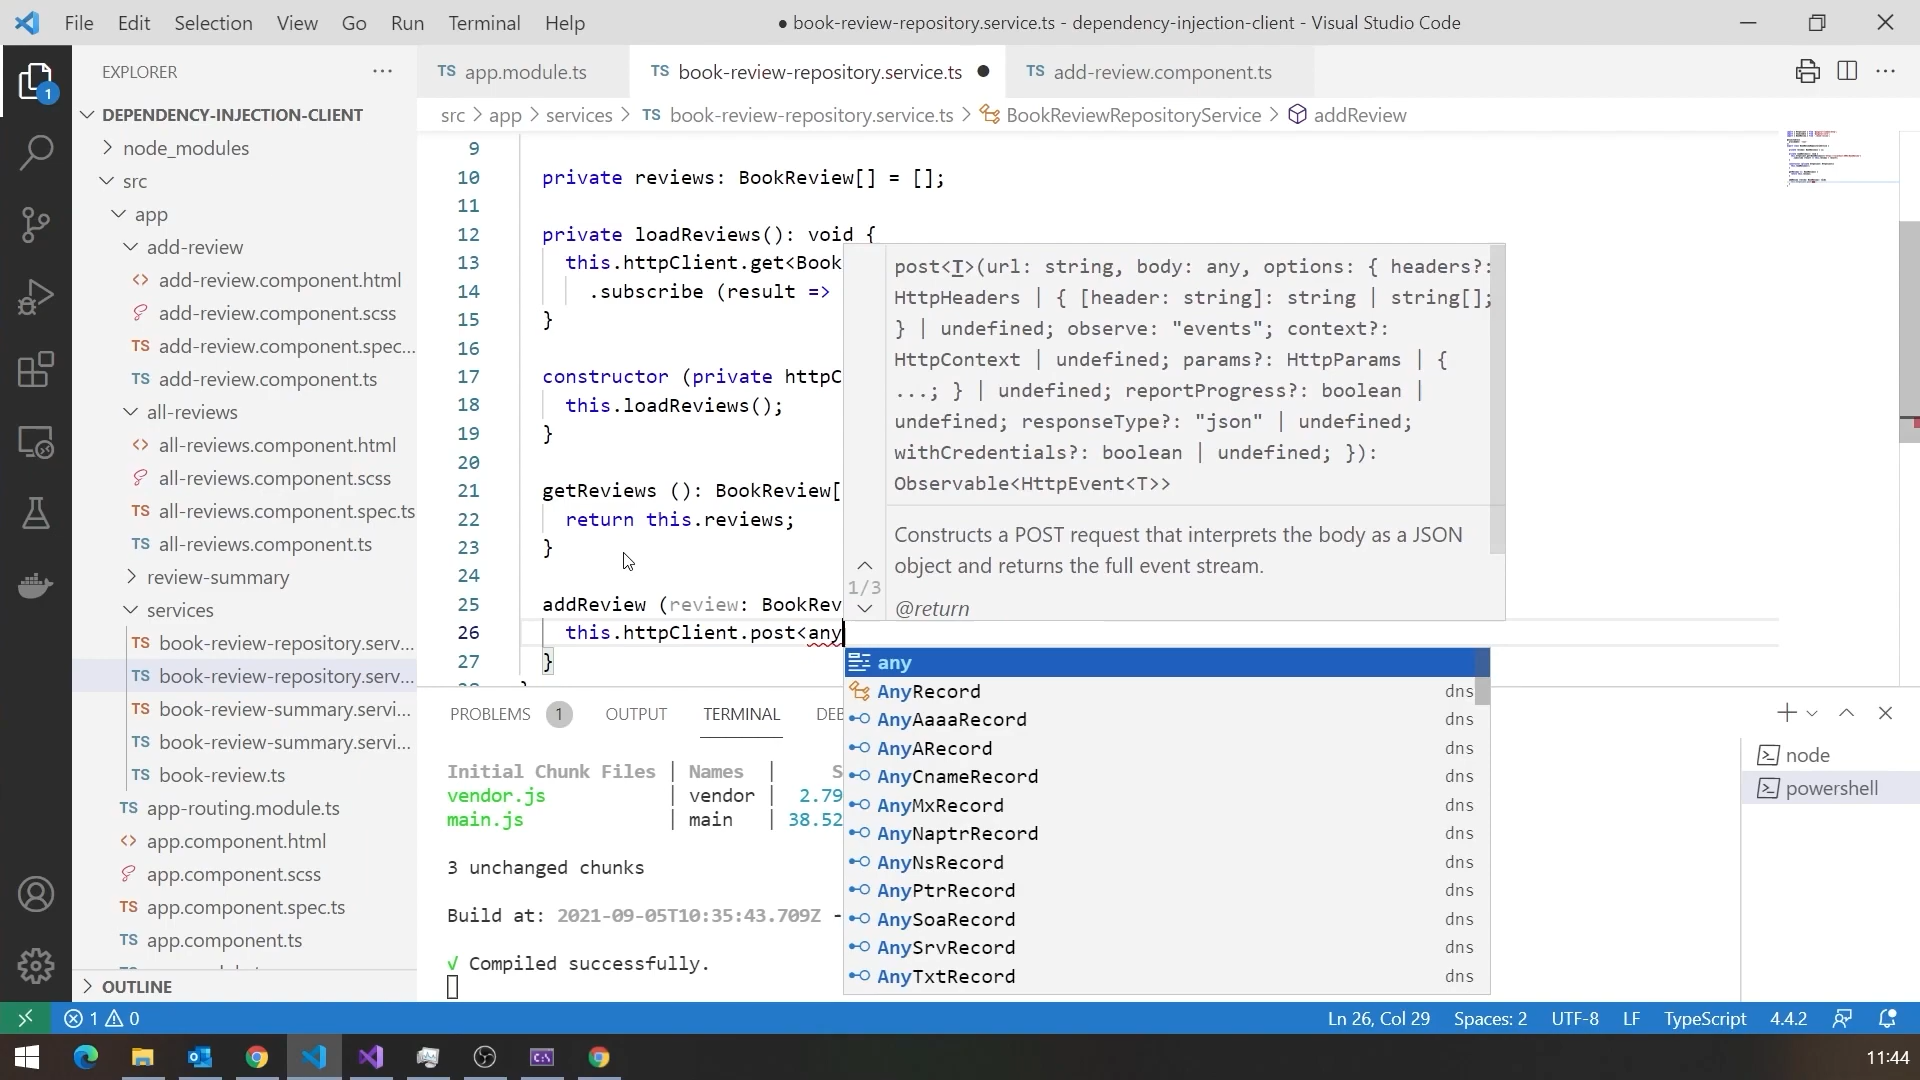 File Edit Selection View Go Run Terminal Help
● book-review-repository.service.ts - dependency-injection-client - Visual Studio Code
EXPLORER ···
1
DEPENDENCY-INJECTION-CLIENT
node_modules
src
app
add-review
<> add-review.component.html
add-review.component.scss
TS add-review.component.spec...
TS add-review.component.ts
all-reviews
<> all-reviews.component.html
all-reviews.component.scss
TS all-reviews.component.spec.ts
TS all-reviews.component.ts
review-summary
services
TS book-review-repository.serv...
TS book-review-repository.serv...
TS book-review-summary.servi...
TS book-review-summary.servi...
TS book-review.ts
TS app-routing.module.ts
<> app.component.html
app.component.scss
TS app.component.spec.ts
TS app.component.ts
OUTLINE
TS app.module.ts
TS book-review-repository.service.ts ●
TS add-review.component.ts
src > app > services > TS book-review-repository.service.ts > BookReviewRepositoryService > addReview
9
10 private reviews: BookReview[] = [];
11
12 private loadReviews(): void {
13 this.httpClient.get<Book
14 .subscribe (result =>
15 }
16
17 constructor (private httpC
18 this.loadReviews();
19 }
20
21 getReviews (): BookReview[
22 return this.reviews;
23 }
24
25 addReview (review: BookRev
26 this.httpClient.post<any
27 }
post<T>(url: string, body: any, options: { headers?:
HttpHeaders | { [header: string]: string | string[];
} | undefined; observe: "events"; context?:
HttpContext | undefined; params?: HttpParams | {
...; } | undefined; reportProgress?: boolean |
undefined; responseType?: "json" | undefined;
withCredentials?: boolean | undefined; }):
Observable<HttpEvent<T>>
Constructs a POST request that interprets the body as a JSON
object and returns the full event stream.
1/3
@return
any
AnyRecord dns
AnyAaaaRecord dns
AnyARecord dns
AnyCnameRecord dns
AnyMxRecord dns
AnyNaptrRecord dns
AnyNsRecord dns
AnyPtrRecord dns
AnySoaRecord dns
AnySrvRecord dns
AnyTxtRecord dns
PROBLEMS 1 OUTPUT TERMINAL DEB
Initial Chunk Files | Names | S
vendor.js | vendor | 2.79
main.js | main | 38.52
3 unchanged chunks
Build at: 2021-09-05T10:35:43.709Z -
√ Compiled successfully.
node
powershell
1 0
Ln 26, Col 29 Spaces: 2 UTF-8 LF TypeScript 4.4.2
11:44